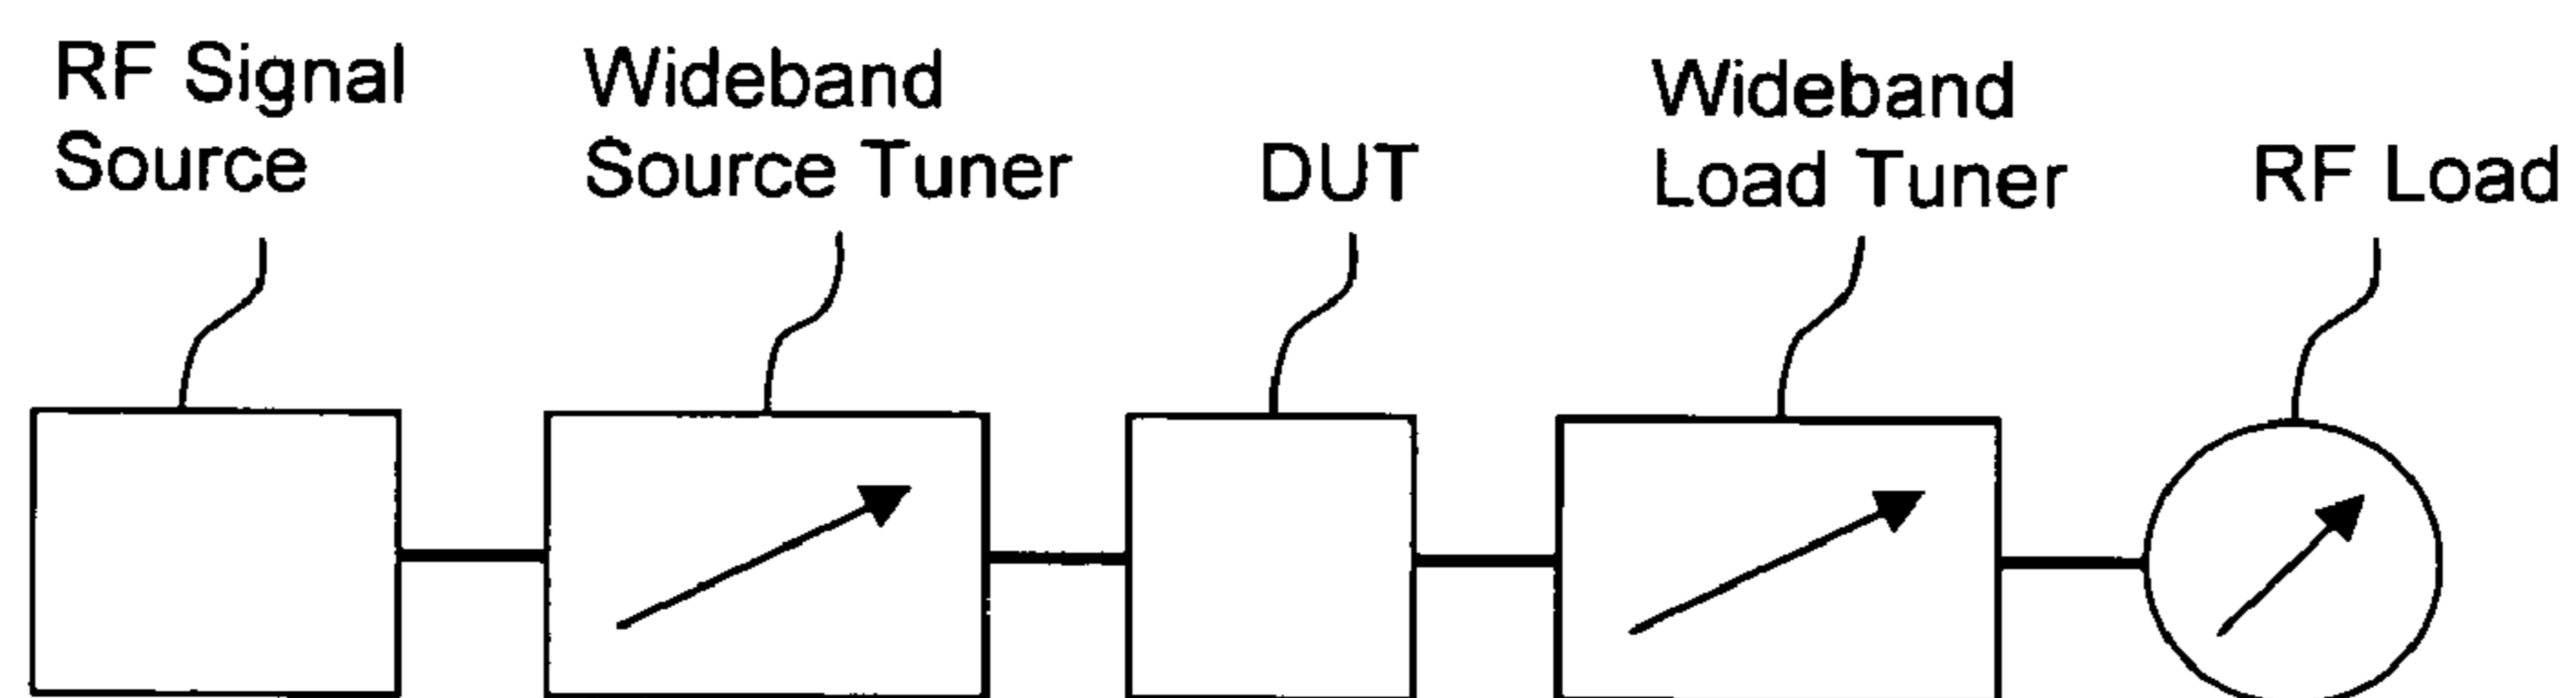 RF Signal
Source
Wideband
Source Tuner
DUT
Wideband
Load Tuner
RF Load